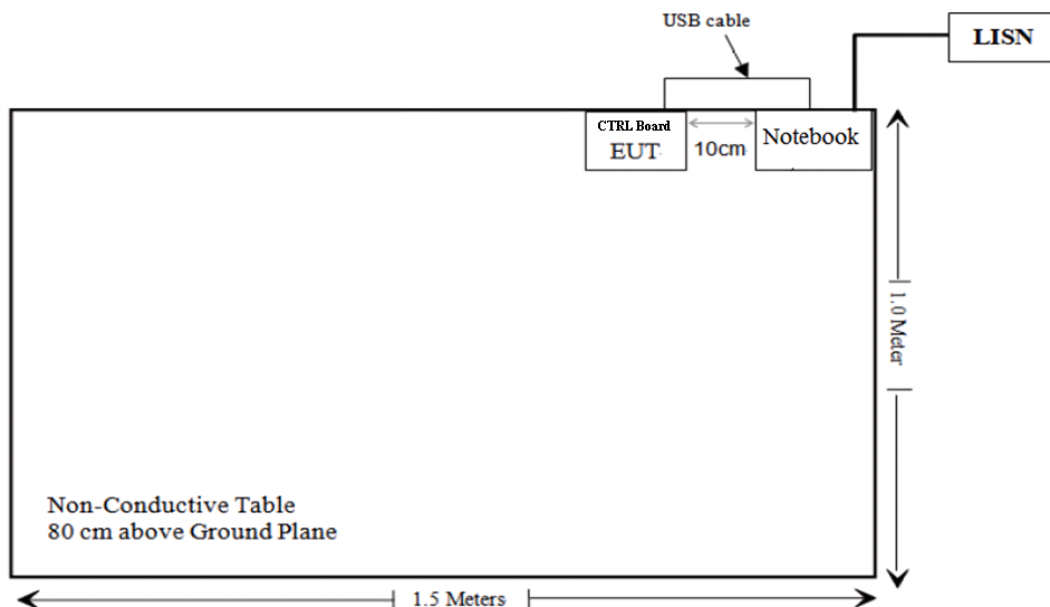 USB cable
LISN
CTRL Board
EUT
10cm
Notebook
1.0 Meter
Non-Conductive Table
80 cm above Ground Plane
1.5 Meters